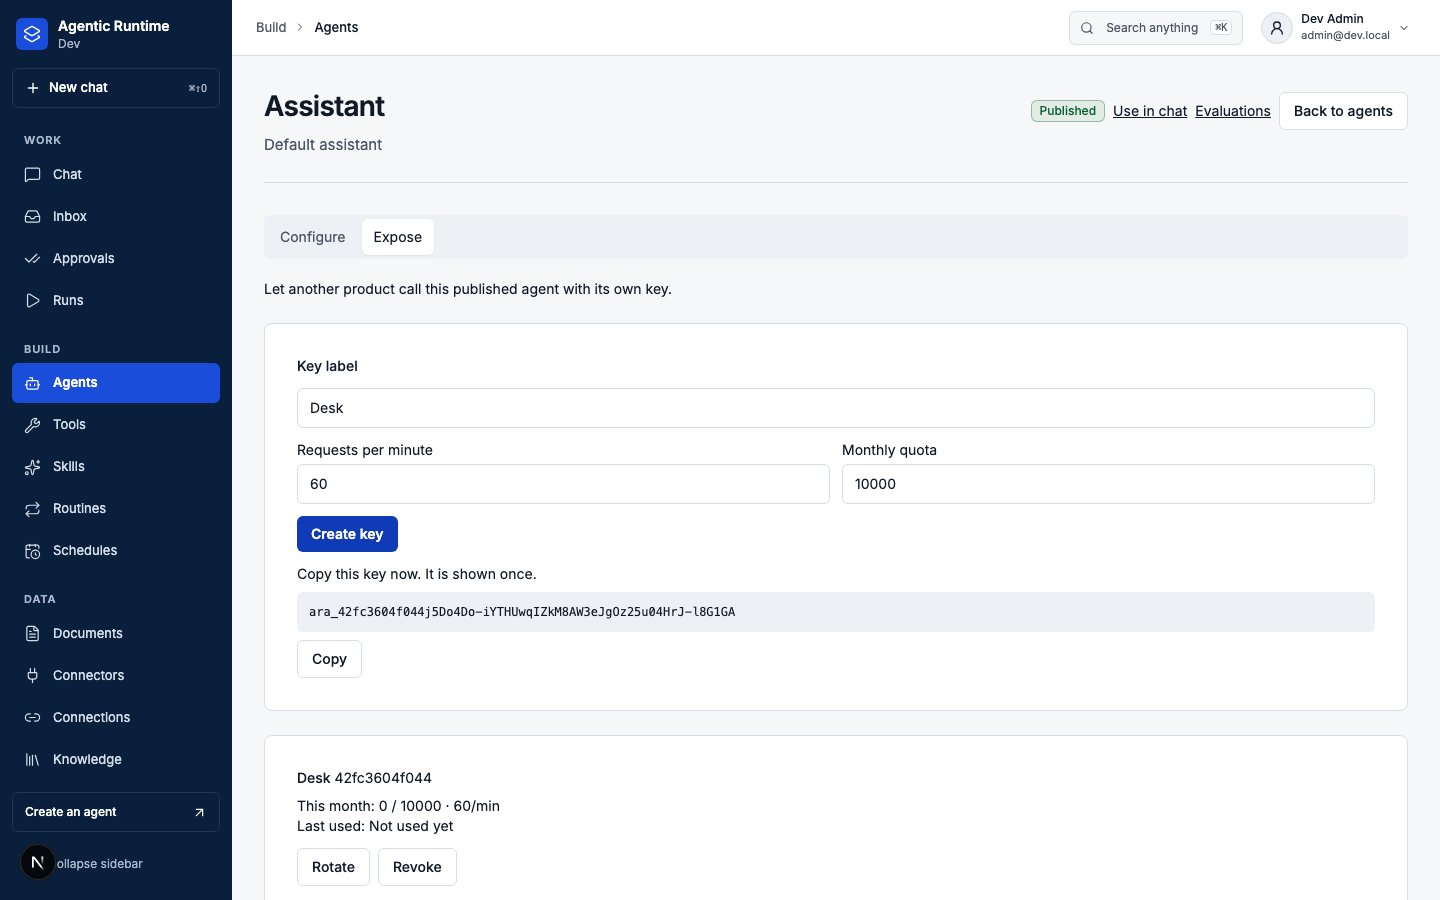 Agentic Runtime
Dev
New chat
⌘⇧O
WORK
Chat
Inbox
Approvals
Runs
BUILD
Agents
Tools
Skills
Routines
Schedules
DATA
Documents
Connectors
Connections
Knowledge
Create an agent
N
ollapse sidebar
Build > Agents
Search anything ⌘K
Dev Admin
admin@dev.local
Assistant
Default assistant
Published Use in chat Evaluations Back to agents
Configure Expose
Let another product call this published agent with its own key.
Key label
Desk
Requests per minute Monthly quota
60 10000
Create key
Copy this key now. It is shown once.
ara_42fc3604f044j5Do4Do-iYTHUwqIZkM8AW3eJgOz25u04HrJ-l8G1GA
Copy
Desk 42fc3604f044
This month: 0 / 10000 · 60/min
Last used: Not used yet
Rotate Revoke